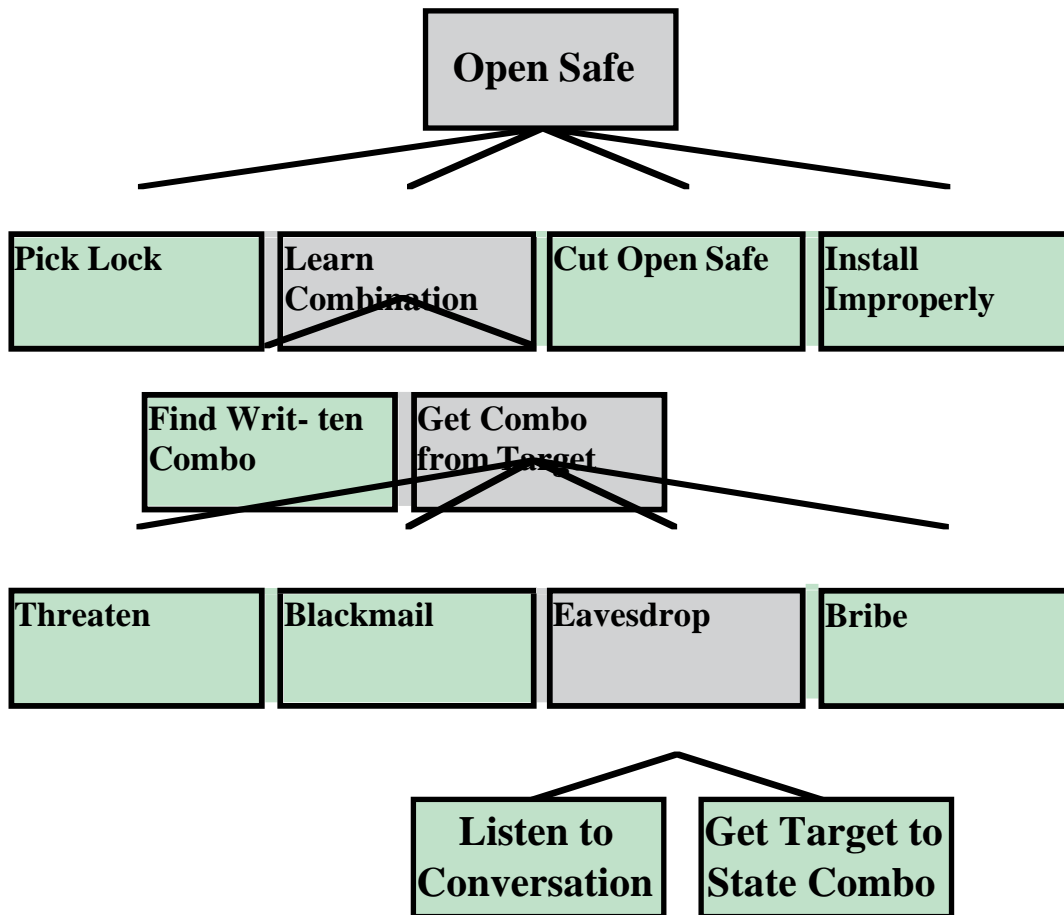 Open Safe
Pick Lock
Learn
Combination
Cut Open Safe
Install
Improperly
Find Writ- ten
Combo
Get Combo
from Target
Threaten
Blackmail
Eavesdrop
Bribe
Listen to
Conversation
Get Target to
State Combo